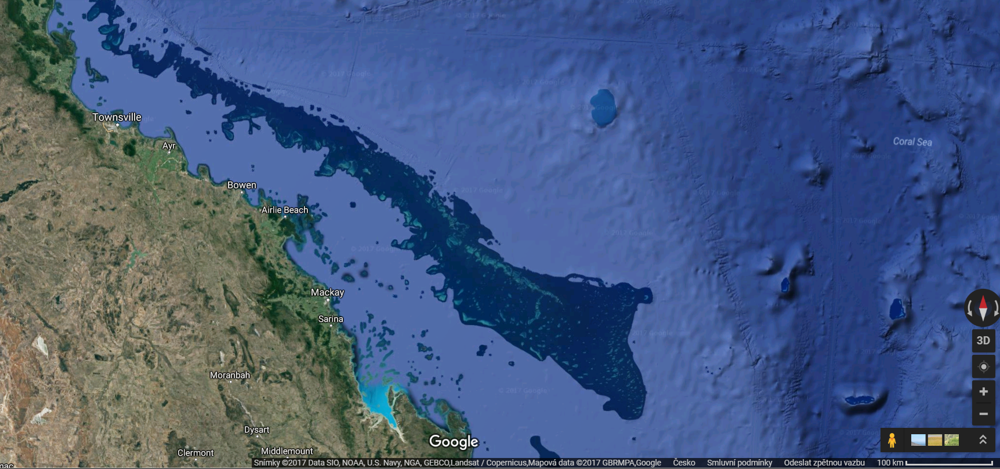 Townsville
Coral Sea
Ayr
Bowen
Airlie Beach
Mackay
Sarina
3D
Moranbah
Dysart
Google
Middlemount
Clermont
Snímky ©2017 Data SIO, NOAA, U.S. Navy, NGA, GEBCO,Landsat / Copernicus,Mapová data ©2017 GBRMPA,Google Česko Smluvní podmínky Odeslat zpětnou vazbu 100 km